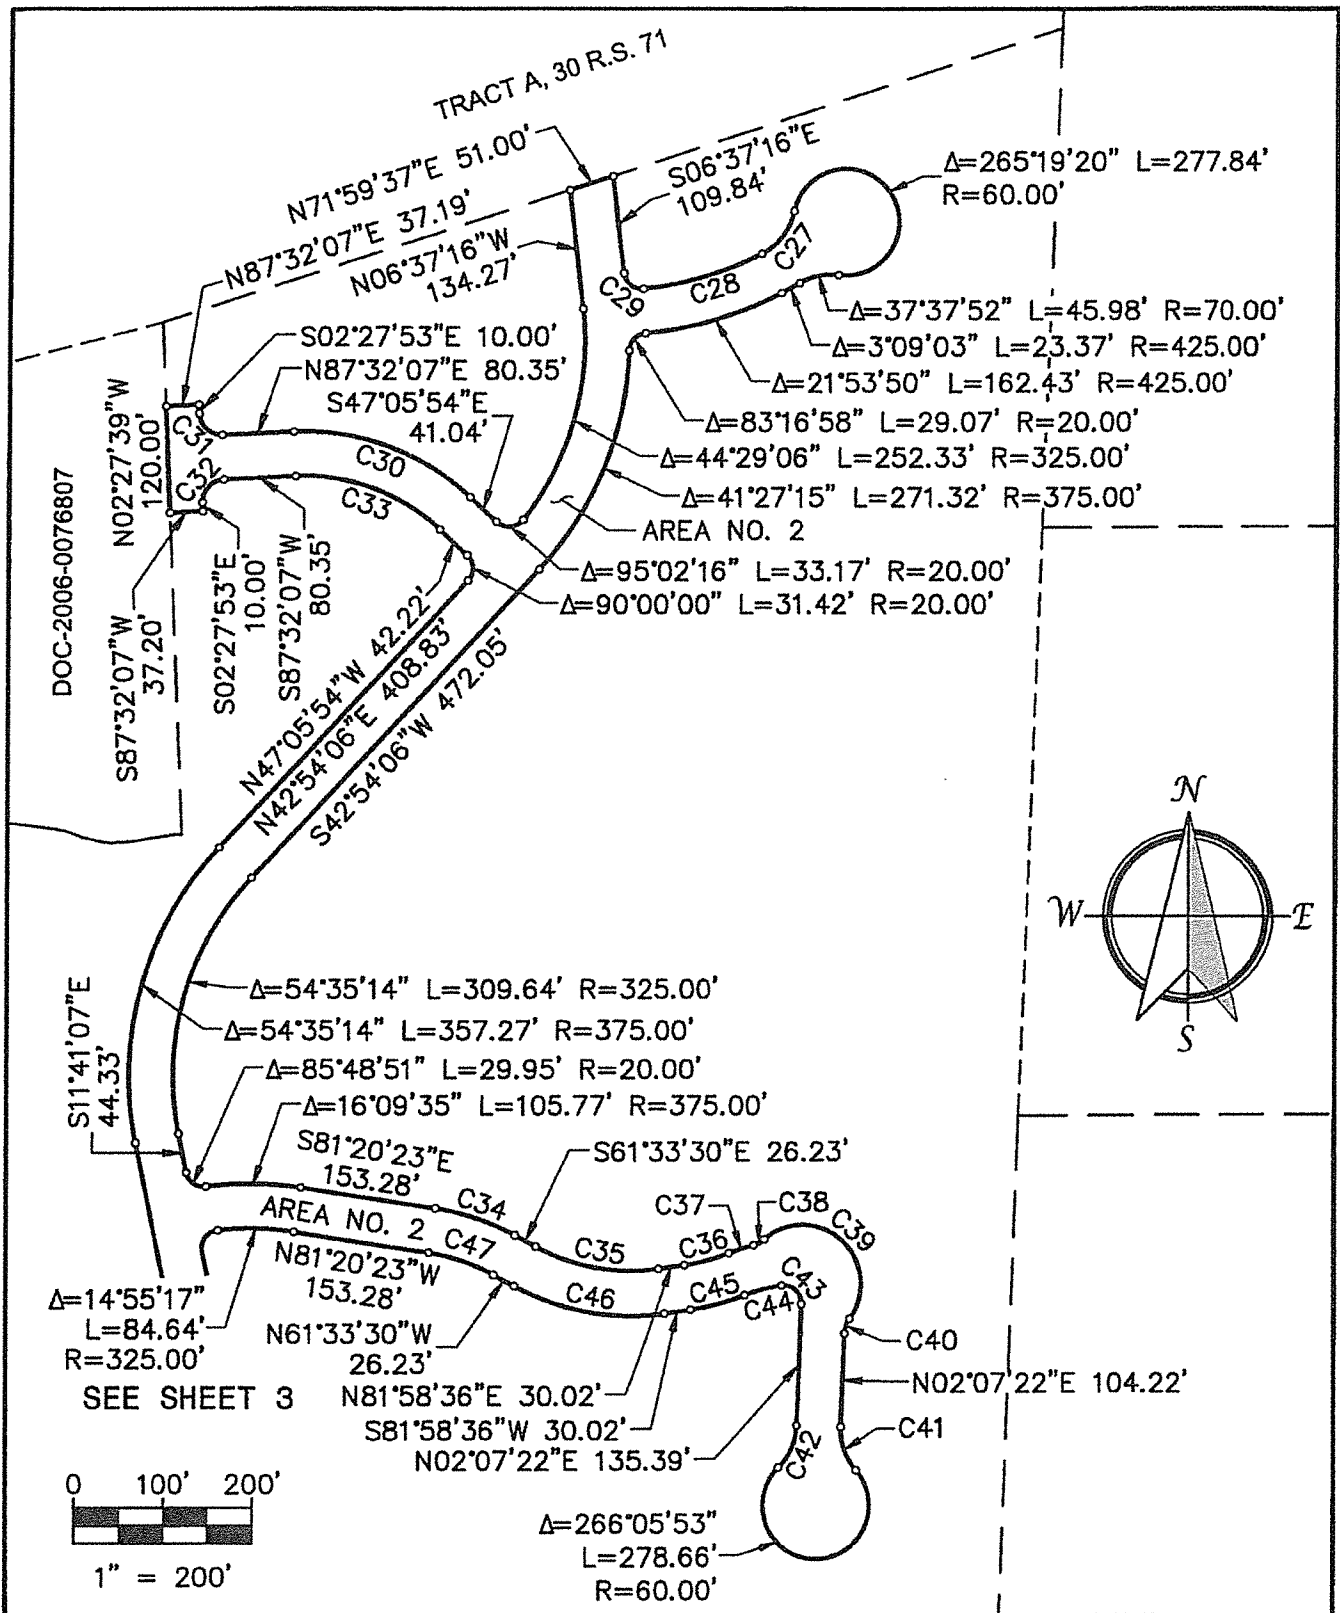 TRACT A, 30 R.S. 71
N71°59'37"E 51.00'
S06°37'16"E
109.84'
Δ=265°19'20" L=277.84'
R=60.00'
N87°32'07"E 37.19'
N06°37'16"W
134.27'
C27
C28
C29
Δ=37°37'52" L=45.98' R=70.00'
Δ=3°09'03" L=23.37' R=425.00'
Δ=21°53'50" L=162.43' R=425.00'
Δ=83°16'58" L=29.07' R=20.00'
Δ=44°29'06" L=252.33' R=325.00'
Δ=41°27'15" L=271.32' R=375.00'
AREA NO. 2
Δ=95°02'16" L=33.17' R=20.00'
Δ=90°00'00" L=31.42' R=20.00'
S02°27'53"E 10.00'
N87°32'07"E 80.35'
S47°05'54"E
41.04'
C31
C32
C30
C33
N02°27'39"W
120.00'
DOC-2006-0076807
S87°32'07"W
37.20'
S02°27'53"E
10.00'
S87°32'07"W
80.35'
N47°05'54"W 42.22'
N42°54'06"E 408.83'
S42°54'06"W 472.05'
N
W
E
S
Δ=54°35'14" L=309.64' R=325.00'
Δ=54°35'14" L=357.27' R=375.00'
S11°41'07"E
44.33'
Δ=85°48'51" L=29.95' R=20.00'
Δ=16°09'35" L=105.77' R=375.00'
S81°20'23"E
153.28'
S61°33'30"E 26.23'
AREA NO. 2
C34
C35
C36
C37
C38
C39
C47
C46
C45
C44
C43
C40
N81°20'23"W
153.28'
Δ=14°55'17"
L=84.64'
R=325.00'
N61°33'30"W
26.23'
SEE SHEET 3
N81°58'36"E 30.02'
S81°58'36"W 30.02'
N02°07'22"E 135.39'
N02°07'22"E 104.22'
C41
C42
Δ=266°05'53"
L=278.66'
R=60.00'
0 100' 200'
1" = 200'